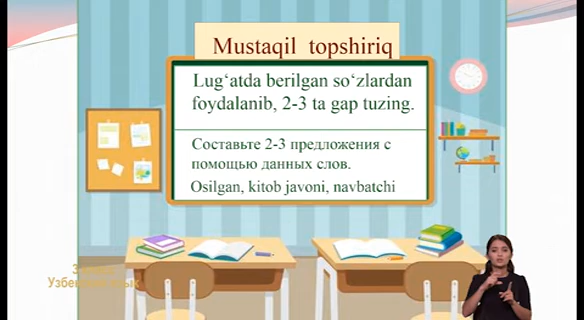 Mustaqil topshiriq
Lug‘atda berilgan so‘zlardan
foydalanib, 2-3 ta gap tuzing.
Составьте 2-3 предложения с
помощью данных слов.
Osilgan, kitob javoni, navbatchi